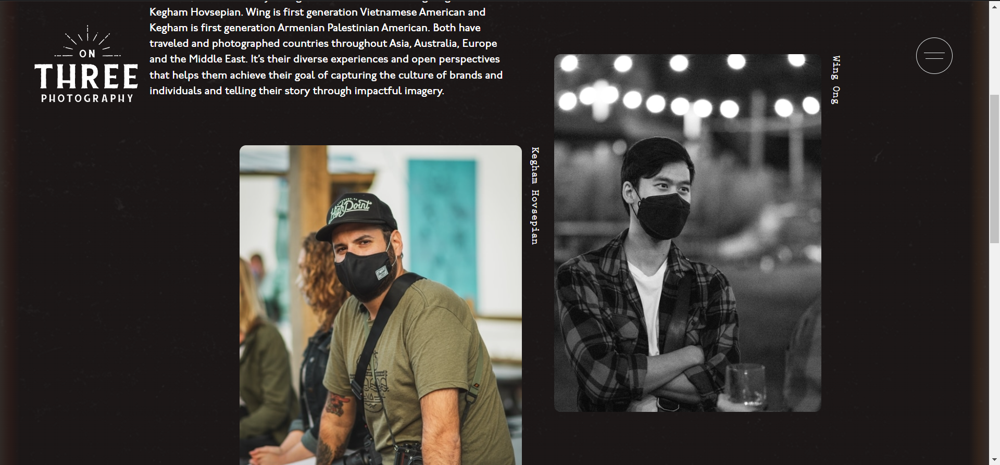 Kegham Hovsepian. Wing is first generation Vietnamese American and
Kegham is first generation Armenian Palestinian American. Both have
traveled and photographed countries throughout Asia, Australia, Europe
and the Middle East. It’s their diverse experiences and open perspectives
that helps them achieve their goal of capturing the culture of brands and
individuals and telling their story through impactful imagery.
ON
THREE
PHOTOGRAPHY
Kegham Hovsepian
Wing Ong
High Point